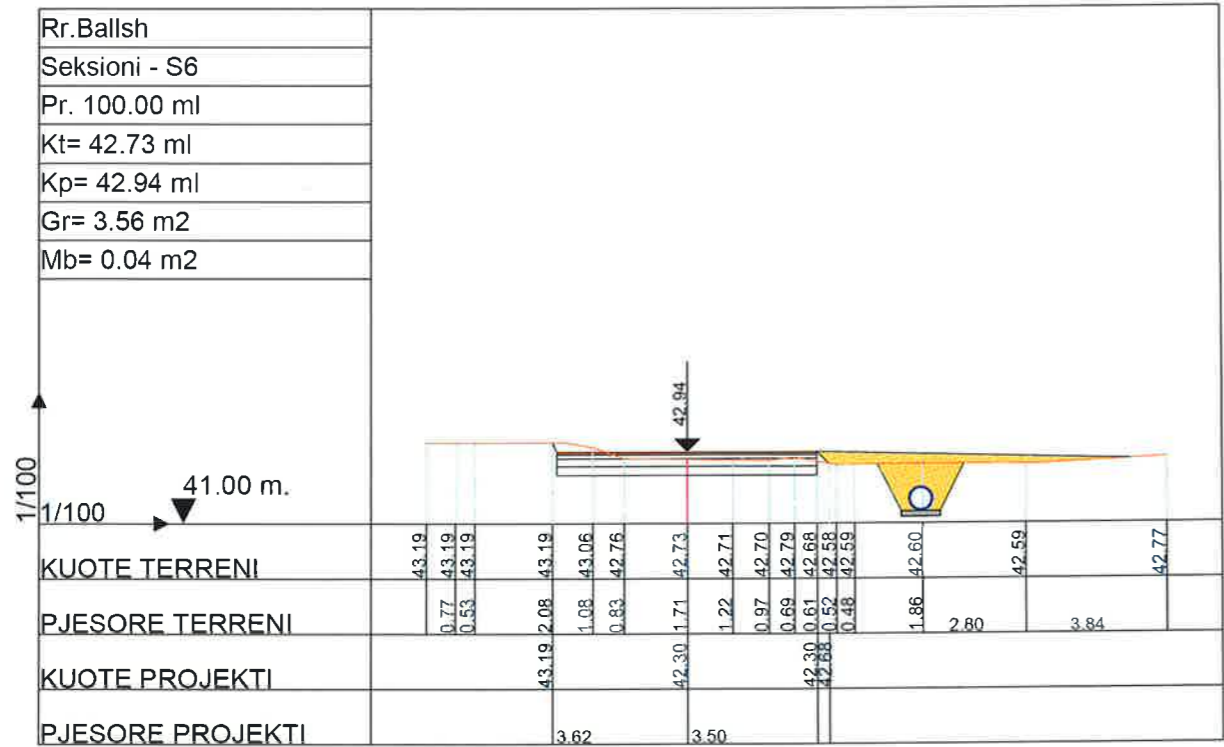 Rr.Ballsh
Seksioni - S6
Pr. 100.00 ml
Kt= 42.73 ml
Kp= 42.94 ml
Gr= 3.56 m2
Mb= 0.04 m2
42.94
1/100
41.00 m.
1/100
KUOTE TERRENI 43.19 43.19 43.19 43.19 43.06 42.76 42.73 42.71 42.70 42.79 42.68 42.58 42.59 42.60 42.59 42.77
PJESORE TERRENI 0.77 0.53 2.08 1.08 0.83 1.71 1.22 0.97 0.69 0.61 0.52 0.48 1.86 2.80 3.84
KUOTE PROJEKTI 43.19 42.30 42.30 42.68
PJESORE PROJEKTI 3.62 3.50